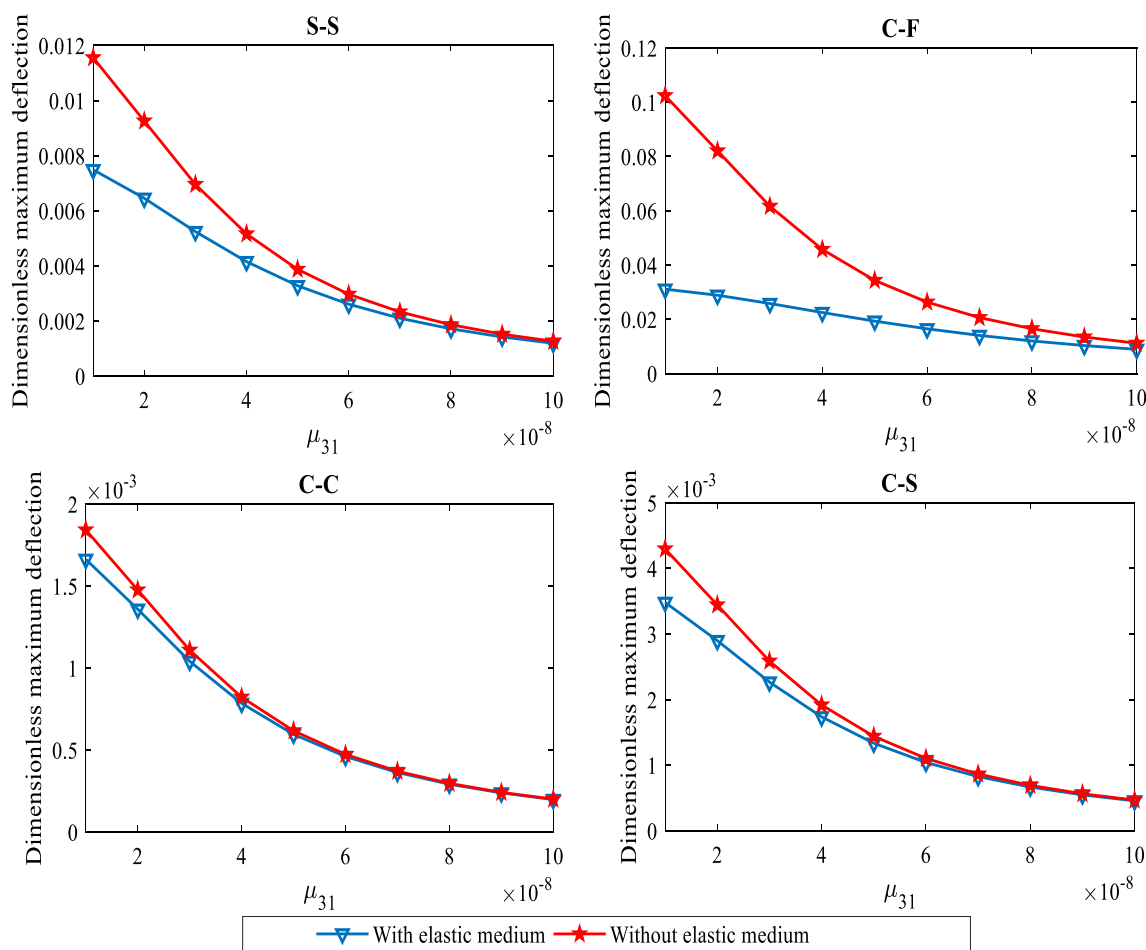 S-S
Dimensionless maximum deflection
0.012
0.01
0.008
0.006
0.004
0.002
0
2 4 6 8 10
×10⁻⁸
μ₃₁
C-F
Dimensionless maximum deflection
0.12
0.1
0.08
0.06
0.04
0.02
0
2 4 6 8 10
×10⁻⁸
μ₃₁
C-C
×10⁻³
Dimensionless maximum deflection
2
1.5
1
0.5
0
2 4 6 8 10
×10⁻⁸
μ₃₁
C-S
×10⁻³
Dimensionless maximum deflection
5
4
3
2
1
0
2 4 6 8 10
×10⁻⁸
μ₃₁
With elastic medium Without elastic medium